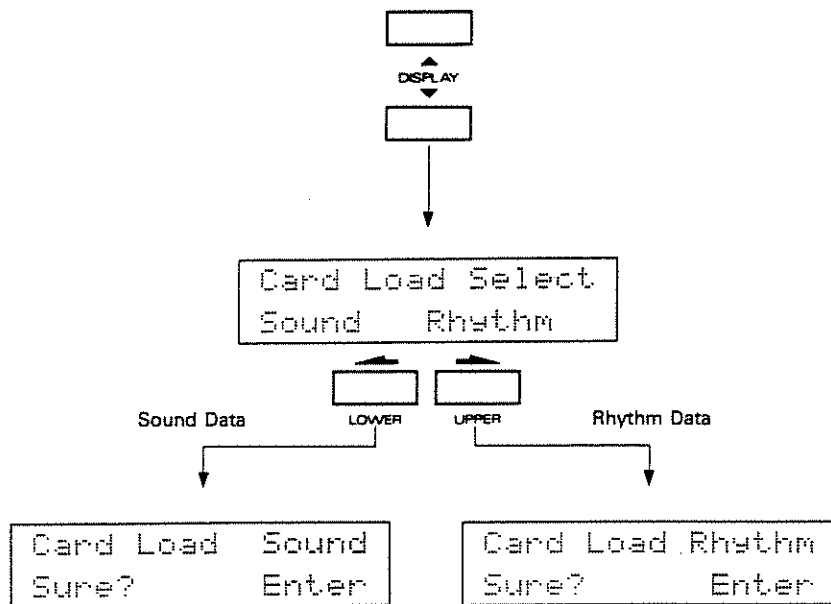 DISPLAY
Card Load Select
Sound Rhythm
LOWER UPPER
Sound Data Rhythm Data
Card Load Sound
Sure? Enter
Card Load Rhythm
Sure? Enter